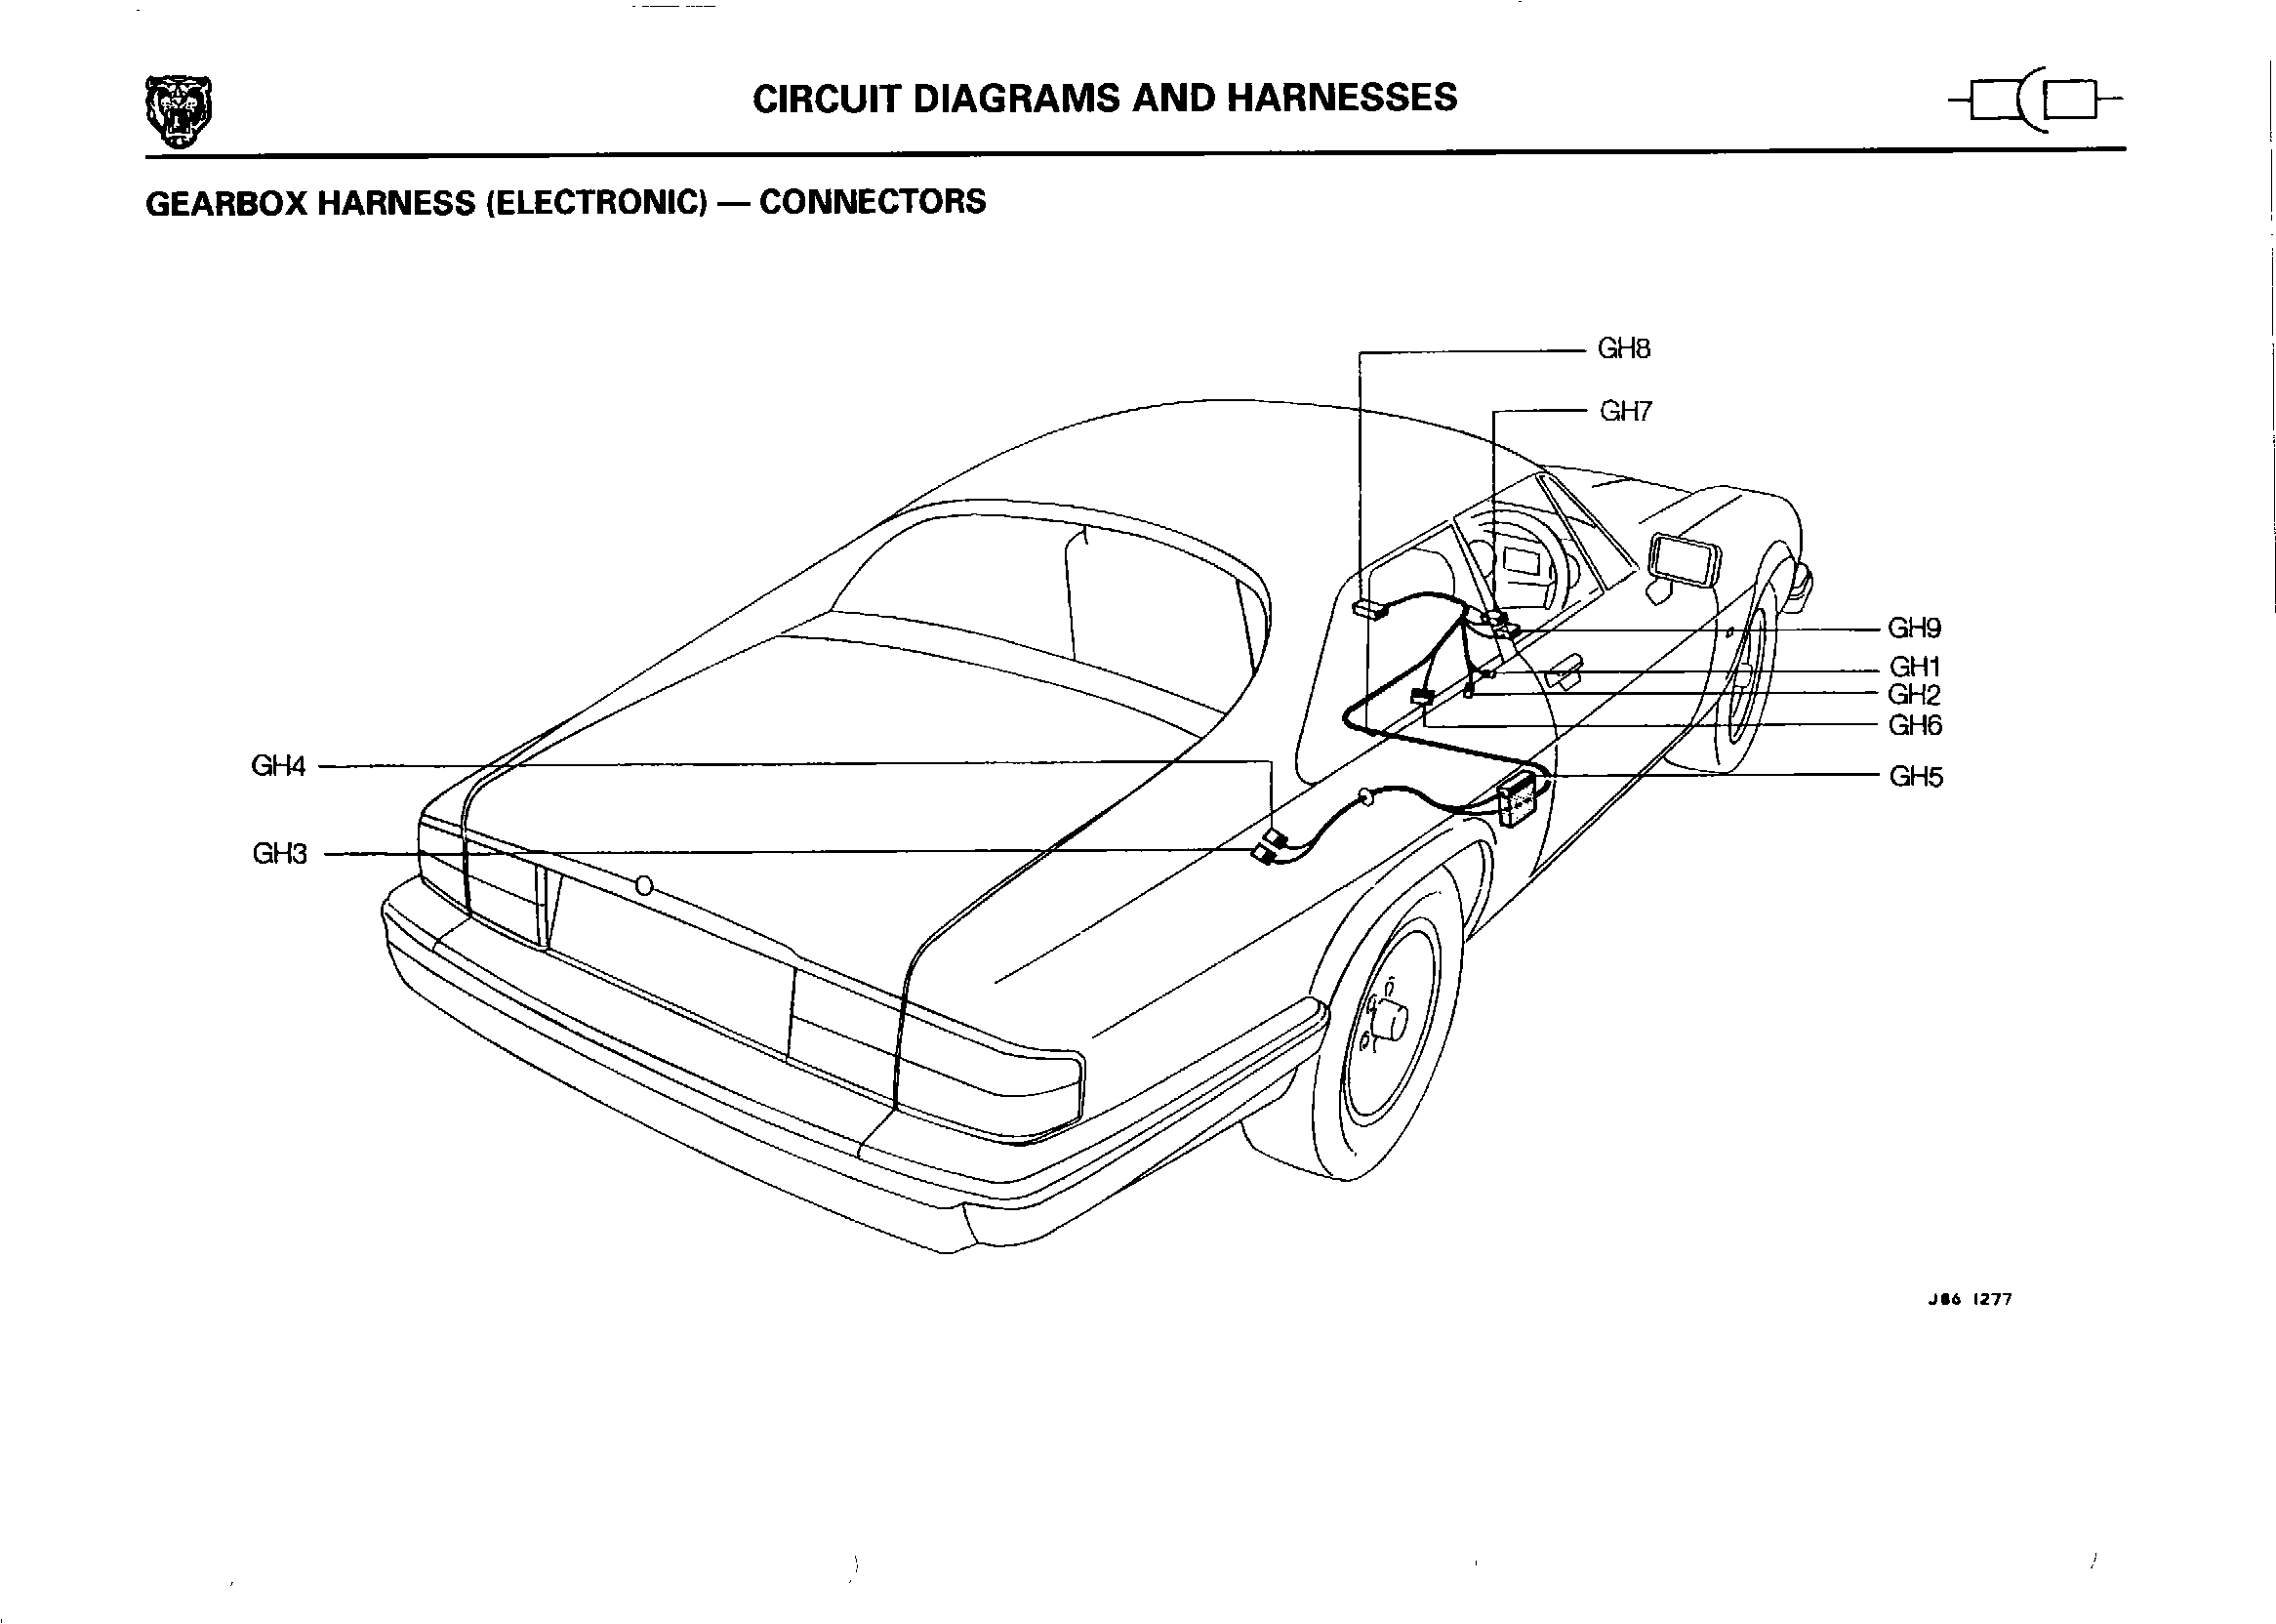 CIRCUIT DIAGRAMS AND HARNESSES
GEARBOX HARNESS (ELECTRONIC) — CONNECTORS
GH8
GH7
GH9
GH1
GH2
GH6
GH5
GH4
GH3
J86 1277